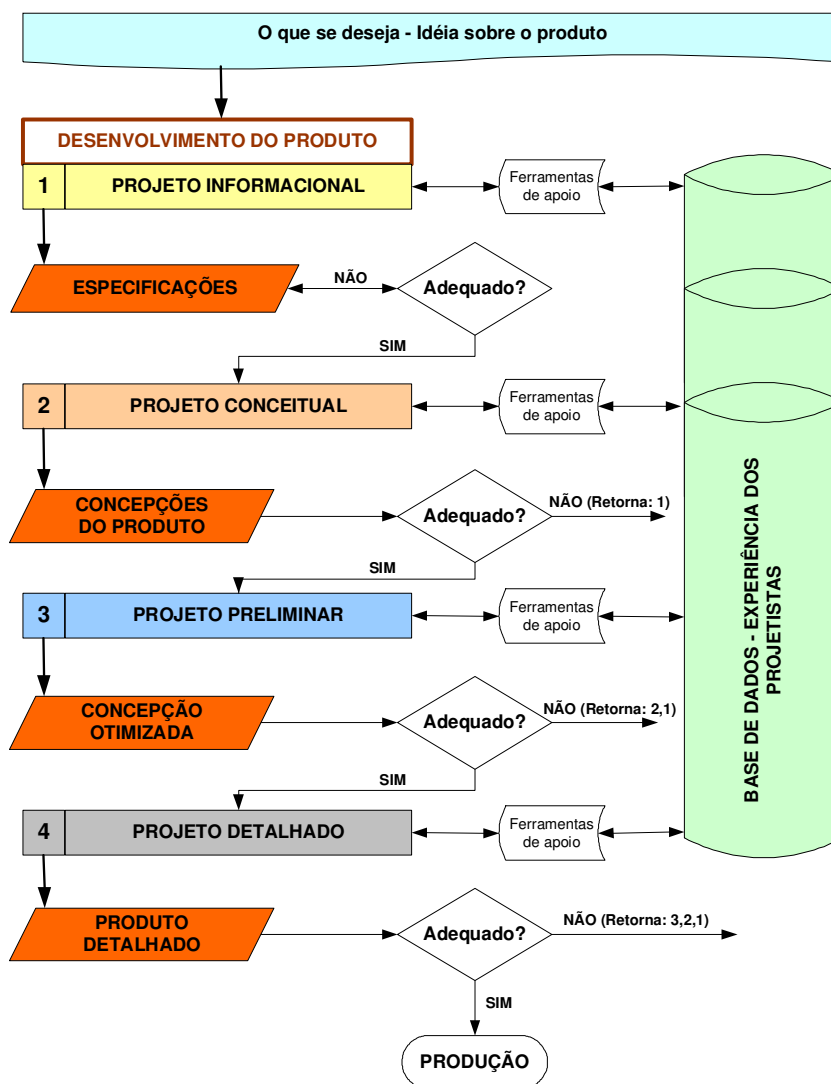 O que se deseja - Idéia sobre o produto
DESENVOLVIMENTO DO PRODUTO
1
PROJETO INFORMACIONAL
Ferramentas
de apoio
ESPECIFICAÇÕES
NÃO
Adequado?
SIM
2
PROJETO CONCEITUAL
Ferramentas
de apoio
CONCEPÇÕES
DO PRODUTO
Adequado?
NÃO (Retorna: 1)
SIM
3
PROJETO PRELIMINAR
Ferramentas
de apoio
CONCEPÇÃO
OTIMIZADA
Adequado?
NÃO (Retorna: 2,1)
SIM
4
PROJETO DETALHADO
Ferramentas
de apoio
PRODUTO
DETALHADO
Adequado?
NÃO (Retorna: 3,2,1)
SIM
PRODUÇÃO
BASE DE DADOS - EXPERIÊNCIA DOS
PROJETISTAS